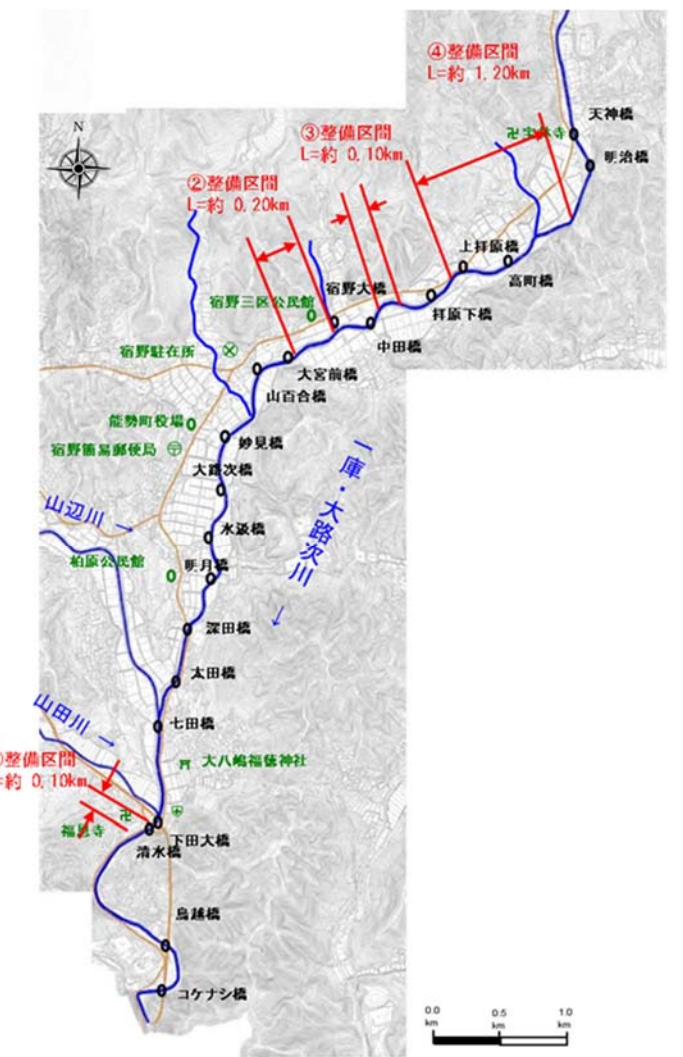 ④整備区間
L=約 1.20km
天神橋
明治橋
N
③整備区間
L=約 0.10km
②整備区間
L=約 0.20km
上拝原橋
高町橋
宿野大橋
宿野三区公民館
拝原下橋
中田橋
宿野駐在所
大宮前橋
山百合橋
能勢町役場
妙見橋
宿野簡易郵便局
大路次橋
一庫・大路次川 →
山辺川 →
水汲橋
柏原公民館
明月橋
深田橋
太田橋
山田川 →
七田橋
整備区間
約 0.10km
大八嶋福徳神社
下田大橋
清水橋
烏越橋
コケナシ橋
0.0 0.5 1.0
km km km